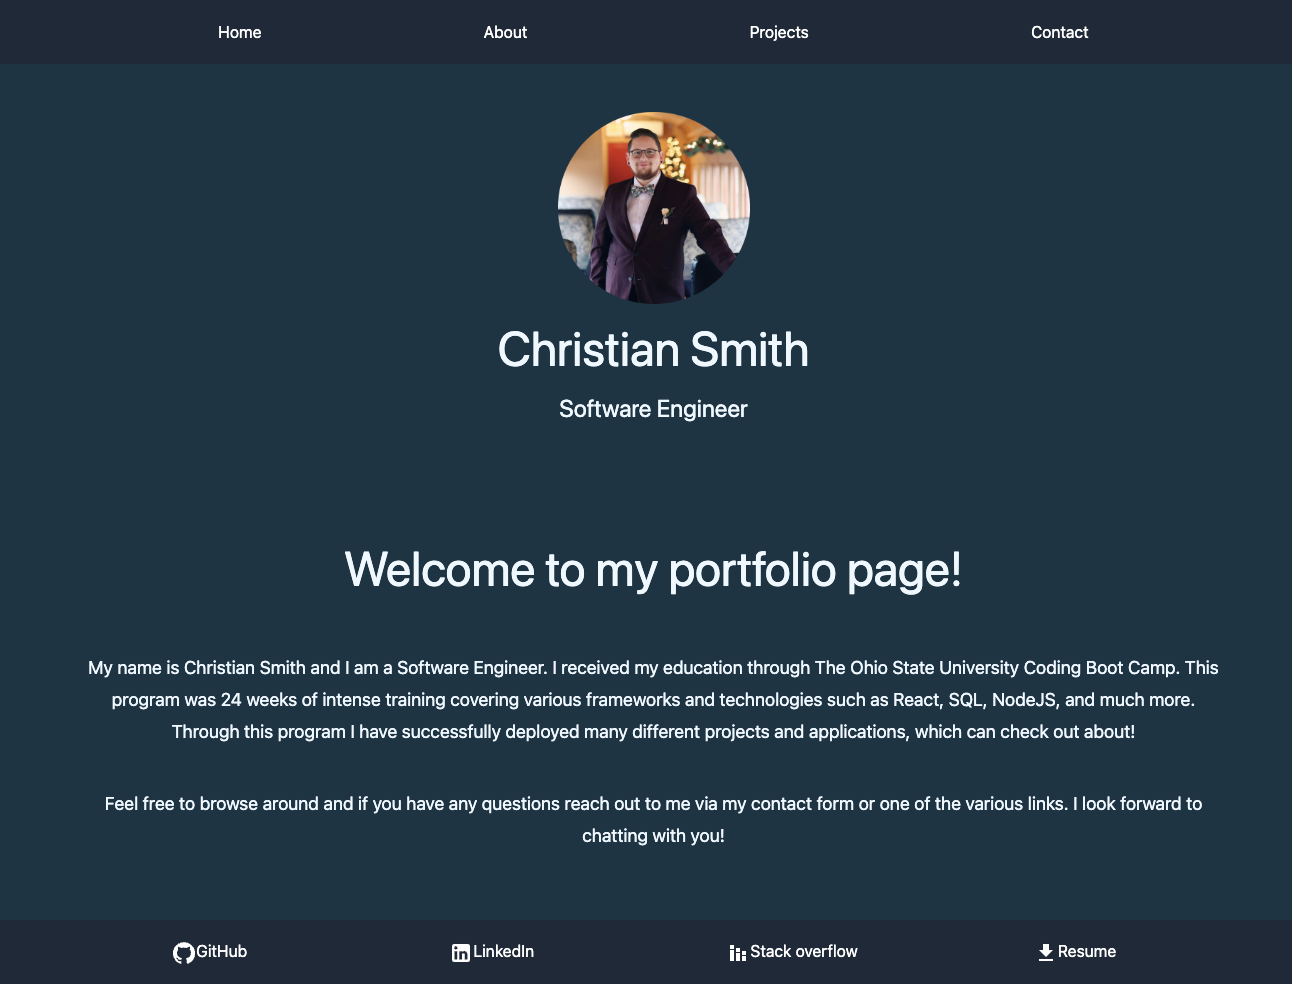 Home About Projects Contact
Christian Smith
Software Engineer
Welcome to my portfolio page!
My name is Christian Smith and I am a Software Engineer. I received my education through The Ohio State University Coding Boot Camp. This
program was 24 weeks of intense training covering various frameworks and technologies such as React, SQL, NodeJS, and much more.
Through this program I have successfully deployed many different projects and applications, which can check out about!
Feel free to browse around and if you have any questions reach out to me via my contact form or one of the various links. I look forward to
chatting with you!
GitHub LinkedIn Stack overflow Resume